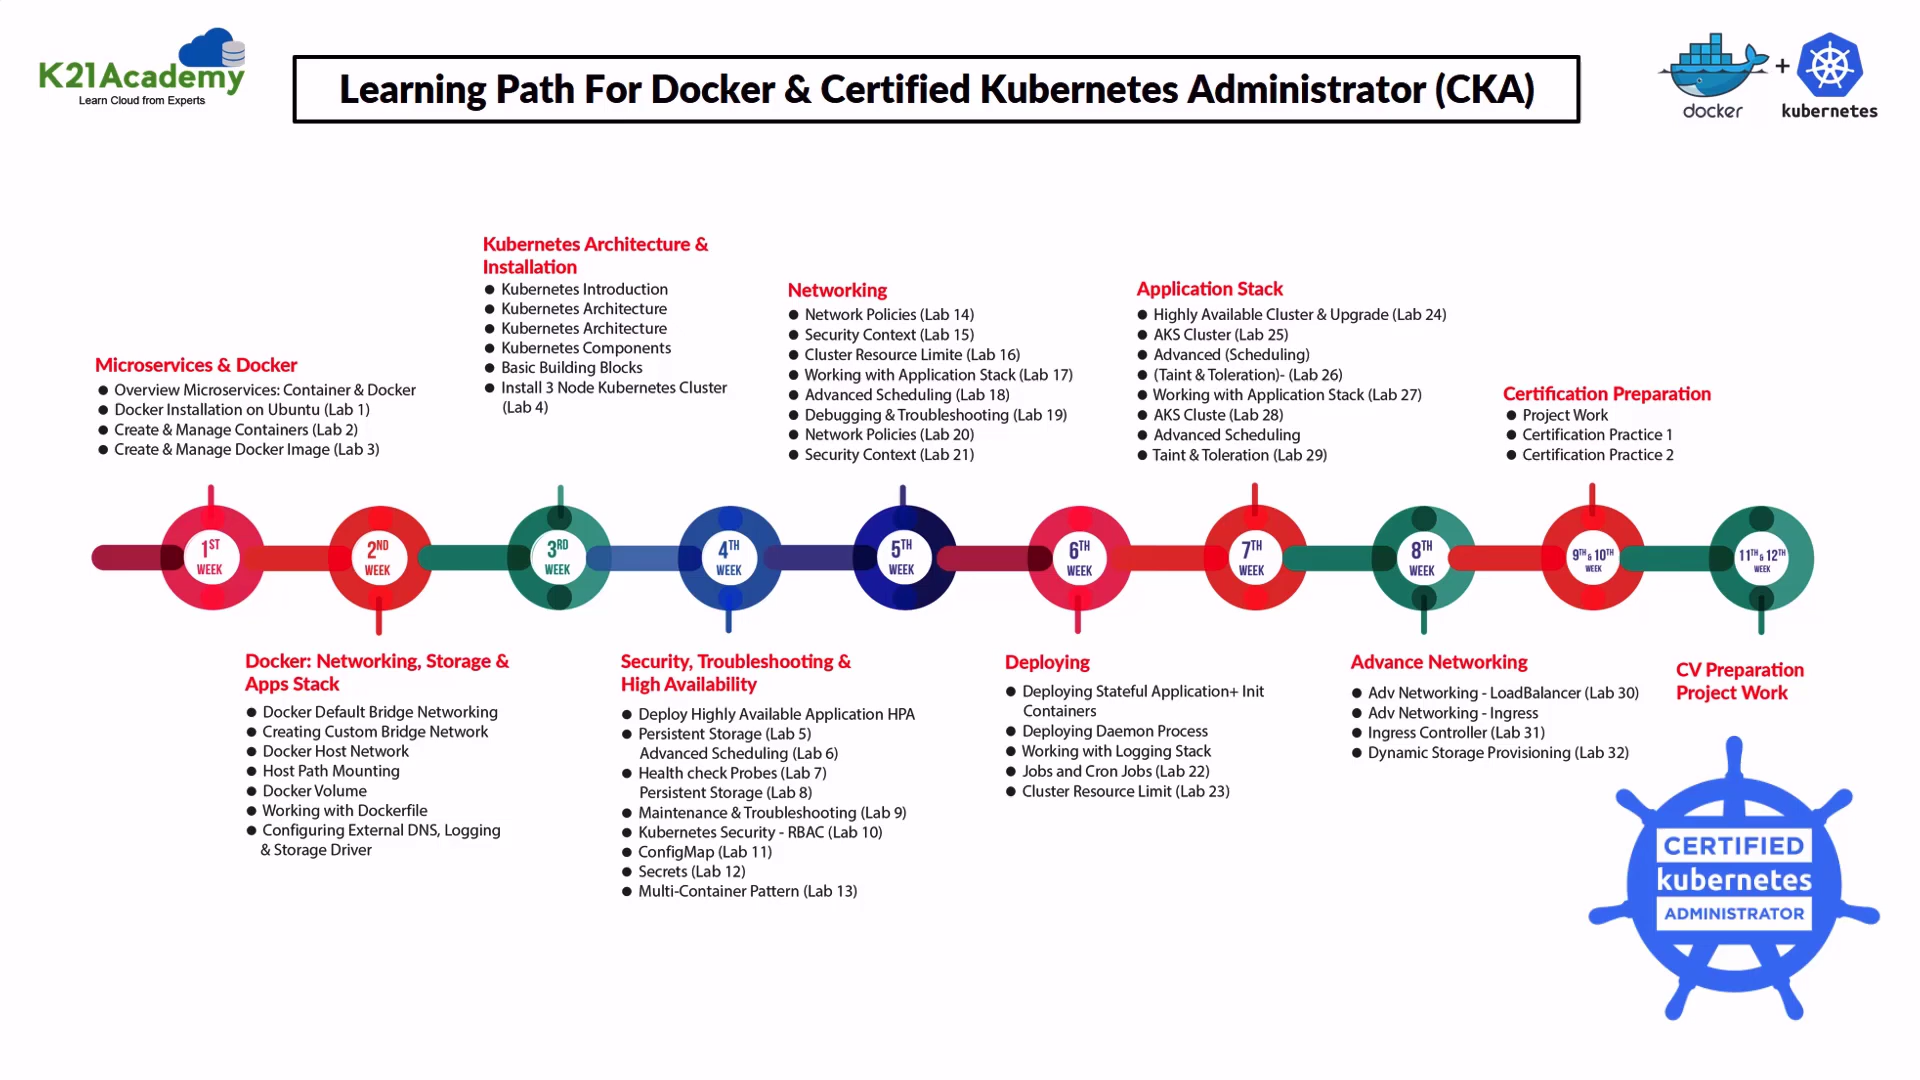 K21Academy
Learn Cloud from Experts
Learning Path For Docker & Certified Kubernetes Administrator (CKA)
docker
+
kubernetes
Microservices & Docker
● Overview Microservices: Container & Docker
● Docker Installation on Ubuntu (Lab 1)
● Create & Manage Containers (Lab 2)
● Create & Manage Docker Image (Lab 3)
Kubernetes Architecture &
Installation
● Kubernetes Introduction
● Kubernetes Architecture
● Kubernetes Architecture
● Kubernetes Components
● Basic Building Blocks
● Install 3 Node Kubernetes Cluster
(Lab 4)
Networking
● Network Policies (Lab 14)
● Security Context (Lab 15)
● Cluster Resource Limite (Lab 16)
● Working with Application Stack (Lab 17)
● Advanced Scheduling (Lab 18)
● Debugging & Troubleshooting (Lab 19)
● Network Policies (Lab 20)
● Security Context (Lab 21)
Application Stack
● Highly Available Cluster & Upgrade (Lab 24)
● AKS Cluster (Lab 25)
● Advanced (Scheduling)
● (Taint & Toleration)- (Lab 26)
● Working with Application Stack (Lab 27)
● AKS Cluste (Lab 28)
● Advanced Scheduling
● Taint & Toleration (Lab 29)
Certification Preparation
● Project Work
● Certification Practice 1
● Certification Practice 2
1ST
WEEK
2ND
WEEK
3RD
WEEK
4TH
WEEK
5TH
WEEK
6TH
WEEK
7TH
WEEK
8TH
WEEK
9TH & 10TH
WEEK
11TH & 12TH
WEEK
Docker: Networking, Storage &
Apps Stack
● Docker Default Bridge Networking
● Creating Custom Bridge Network
● Docker Host Network
● Host Path Mounting
● Docker Volume
● Working with Dockerfile
● Configuring External DNS, Logging
& Storage Driver
Security, Troubleshooting &
High Availability
● Deploy Highly Available Application HPA
● Persistent Storage (Lab 5)
Advanced Scheduling (Lab 6)
● Health check Probes (Lab 7)
Persistent Storage (Lab 8)
● Maintenance & Troubleshooting (Lab 9)
● Kubernetes Security - RBAC (Lab 10)
● ConfigMap (Lab 11)
● Secrets (Lab 12)
● Multi-Container Pattern (Lab 13)
Deploying
● Deploying Stateful Application+ Init
Containers
● Deploying Daemon Process
● Working with Logging Stack
● Jobs and Cron Jobs (Lab 22)
● Cluster Resource Limit (Lab 23)
Advance Networking
● Adv Networking - LoadBalancer (Lab 30)
● Adv Networking - Ingress
● Ingress Controller (Lab 31)
● Dynamic Storage Provisioning (Lab 32)
CV Preparation
Project Work
CERTIFIED
kubernetes
ADMINISTRATOR